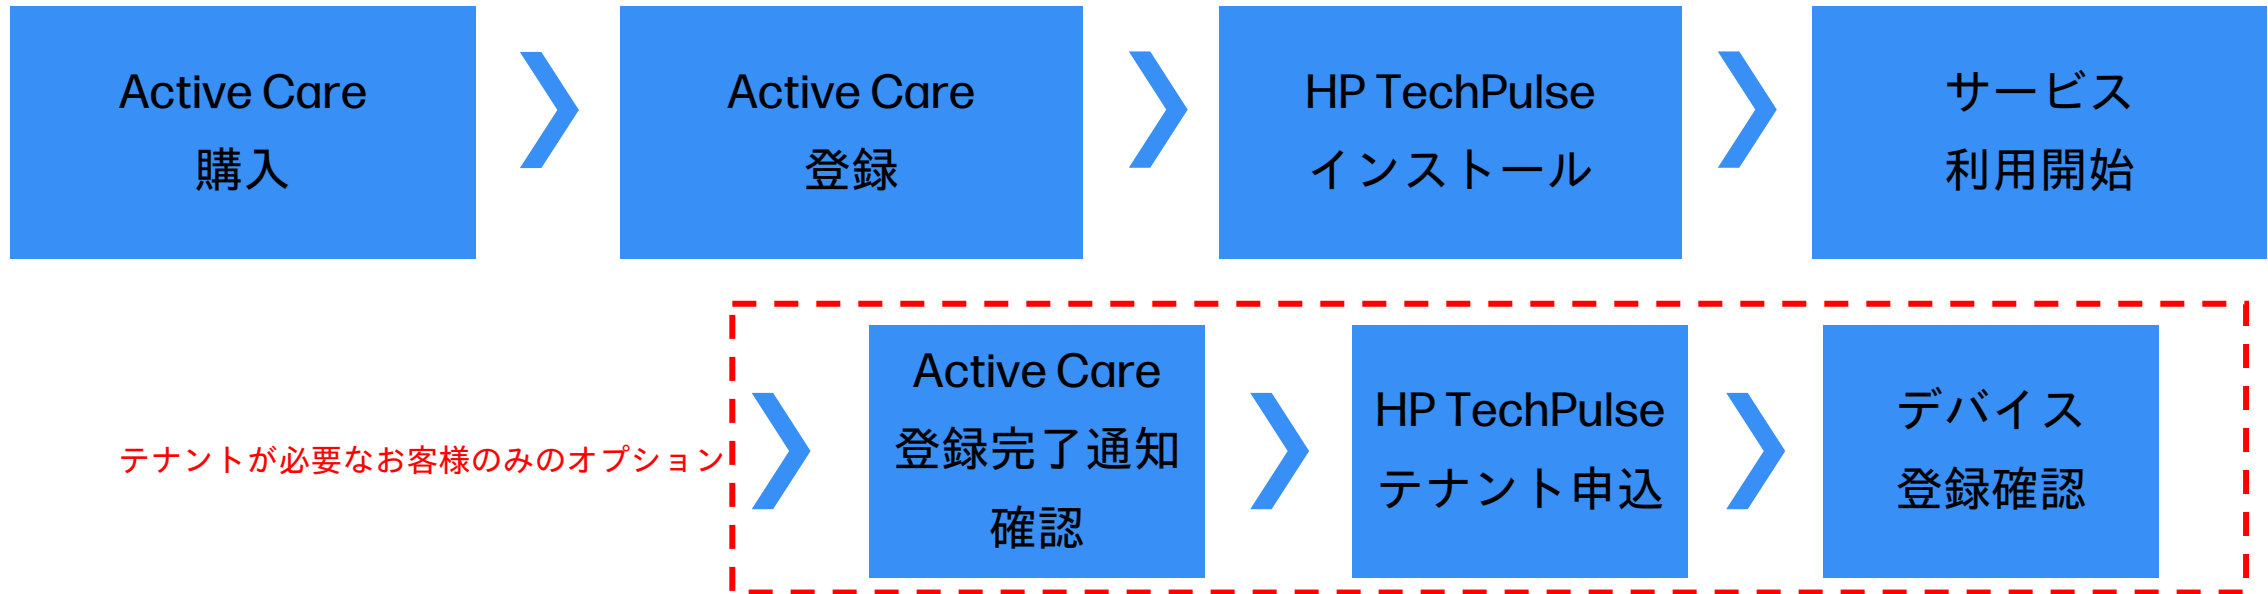 Active Care
購入
Active Care
登録
HP TechPulse
インストール
サービス
利用開始
テナントが必要なお客様のみのオプション
Active Care
登録完了通知
確認
HP TechPulse
テナント申込
デバイス
登録確認